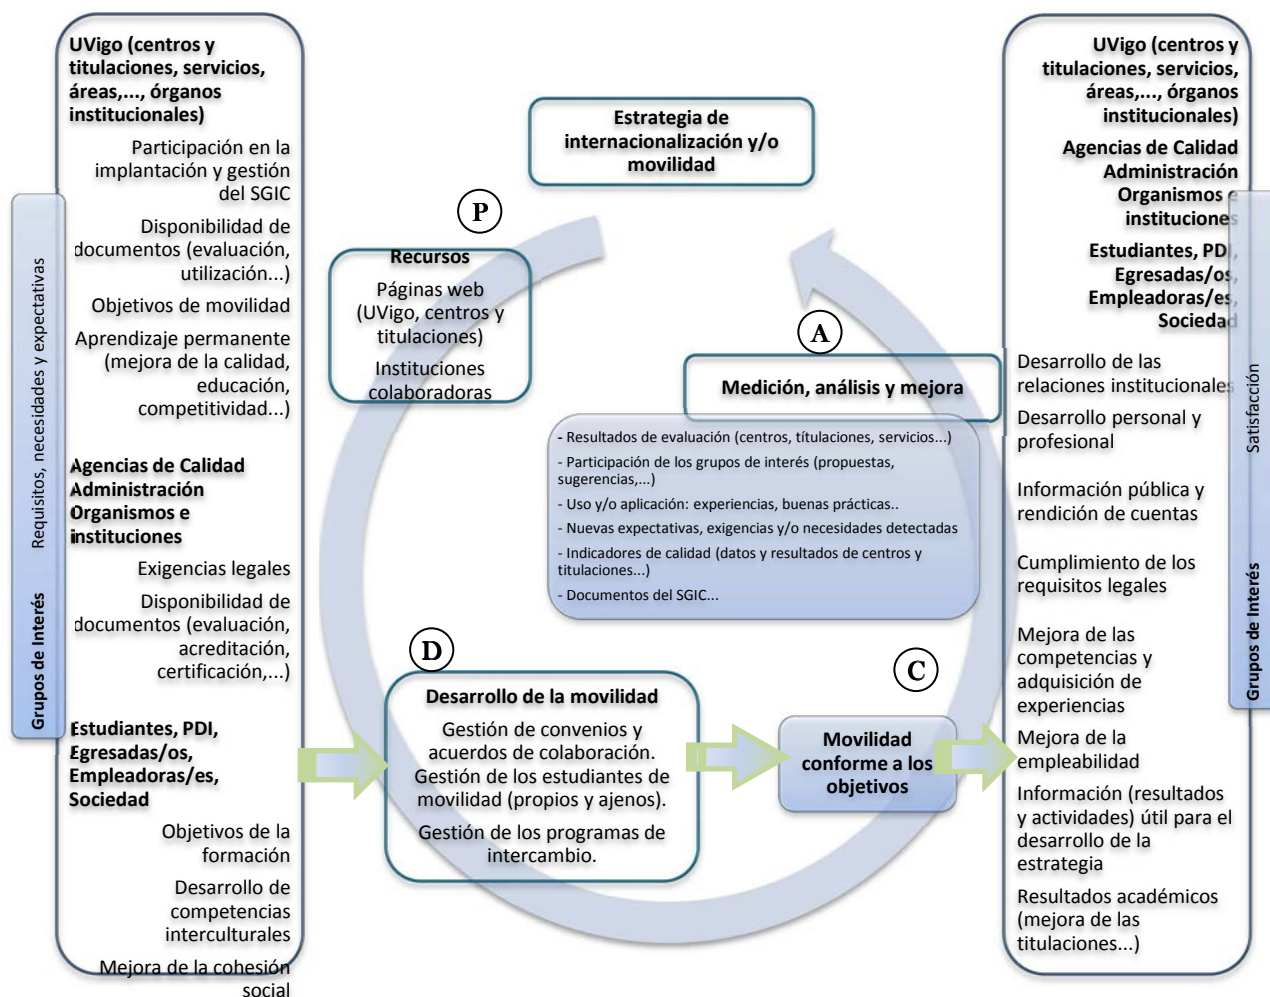 UVigo (centros y
titulaciones, servicios,
áreas,..., órganos
institucionales)
Participación en la
implantación y gestión
del SGIC
Disponibilidad de
documentos (evaluación,
utilización...)
Objetivos de movilidad
Aprendizaje permanente
(mejora de la calidad,
educación,
competitividad...)
Agencias de Calidad
Administración
Organismos e
instituciones
Exigencias legales
Disponibilidad de
documentos (evaluación,
acreditación,
certificación,...)
Estudiantes, PDI,
Egresadas/os,
Empleadoras/es,
Sociedad
Objetivos de la
formación
Desarrollo de
competencias
interculturales
Mejora de la cohesión
social
Grupos de Interés Requisitos, necesidades y expectativas
Estrategia de
internacionalización y/o
movilidad
P
Recursos
Páginas web
(UVigo, centros y
titulaciones)
Instituciones
colaboradoras
A
Medición, análisis y mejora
- Resultados de evaluación (centros, títulaciones, servicios...)
- Participación de los grupos de interés (propuestas,
sugerencias,...)
- Uso y/o aplicación: experiencias, buenas prácticas..
- Nuevas expectativas, exigencias y/o necesidades detectadas
- Indicadores de calidad (datos y resultados de centros y
titulaciones...)
- Documentos del SGIC...
D
Desarrollo de la movilidad
Gestión de convenios y
acuerdos de colaboración.
Gestión de los estudiantes de
movilidad (propios y ajenos).
Gestión de los programas de
intercambio.
C
Movilidad
conforme a los
objetivos
UVigo (centros y
titulaciones, servicios,
áreas,..., órganos
institucionales)
Agencias de Calidad
Administración
Organismos e
instituciones
Estudiantes, PDI,
Egresadas/os,
Empleadoras/es,
Sociedad
Desarrollo de las
relaciones institucionales
Desarrollo personal y
profesional
Información pública y
rendición de cuentas
Cumplimiento de los
requisitos legales
Mejora de las
competencias y
adquisición de
experiencias
Mejora de la
empleabilidad
Información (resultados
y actividades) útil para el
desarrollo de la
estrategia
Resultados académicos
(mejora de las
titulaciones...)
Grupos de Interés Satisfacción